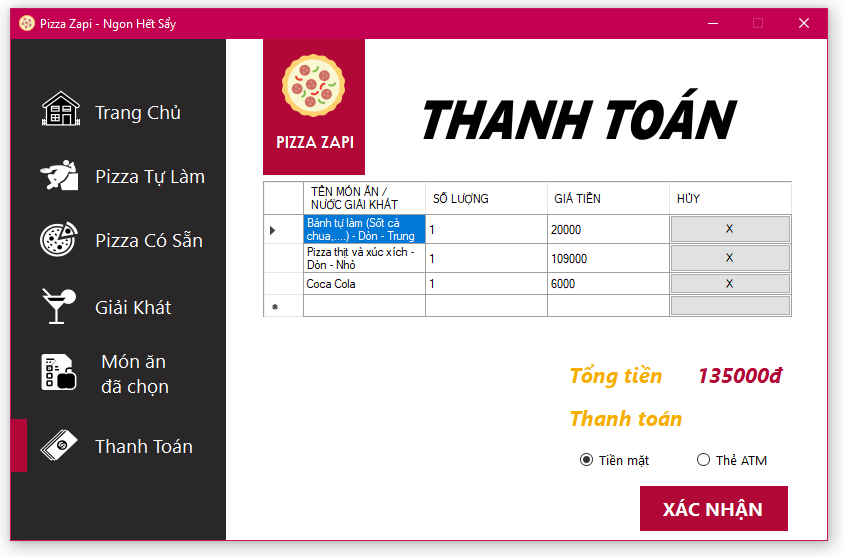 Pizza Zapi - Ngon Hết Sẩy
Trang Chủ
Pizza Tự Làm
Pizza Có Sẵn
Giải Khát
Món ăn
đã chọn
Thanh Toán
PIZZA ZAPI
THANH TOÁN
TÊN MÓN ĂN /
NƯỚC GIẢI KHÁT
SỐ LƯỢNG
GIÁ TIỀN
HỦY
Bánh tự làm (Sốt cà
chua,....) - Dòn - Trung
1
20000
X
Pizza thịt và xúc xích -
Dòn - Nhỏ
1
109000
X
Coca Cola
1
6000
X
Tổng tiền
135000đ
Thanh toán
Tiền mặt
Thẻ ATM
XÁC NHẬN